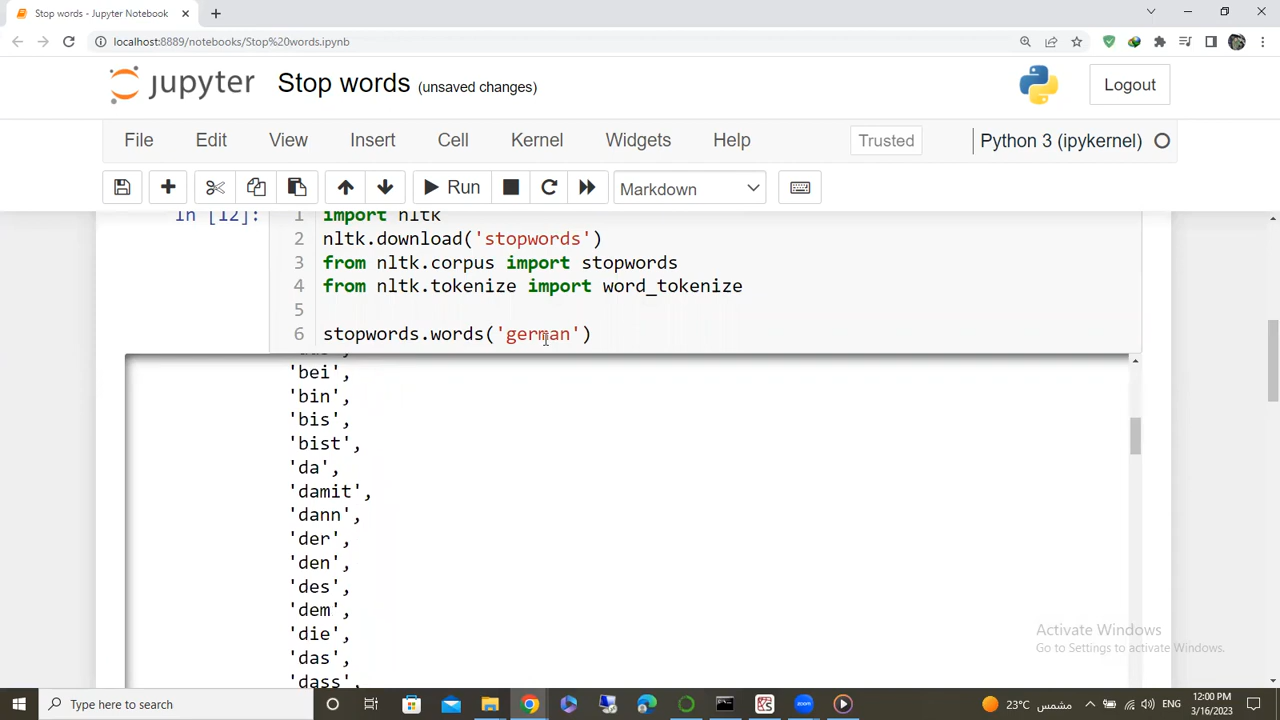 Stop words - Jupyter Notebook
localhost:8889/notebooks/Stop%20words.ipynb
jupyter Stop words (unsaved changes)
Logout
File Edit View Insert Cell Kernel Widgets Help
Trusted
Python 3 (ipykernel)
Run
Markdown
In [12]:
1 import nltk
2 nltk.download('stopwords')
3 from nltk.corpus import stopwords
4 from nltk.tokenize import word_tokenize
5
6 stopwords.words('german')
'bei',
'bin',
'bis',
'bist',
'da',
'damit',
'dann',
'der',
'den',
'des',
'dem',
'die',
'das',
'dass',
Activate Windows
Go to Settings to activate Windows.
Type here to search
zoom
23°C مشمس
ENG
12:00 PM
3/16/2023